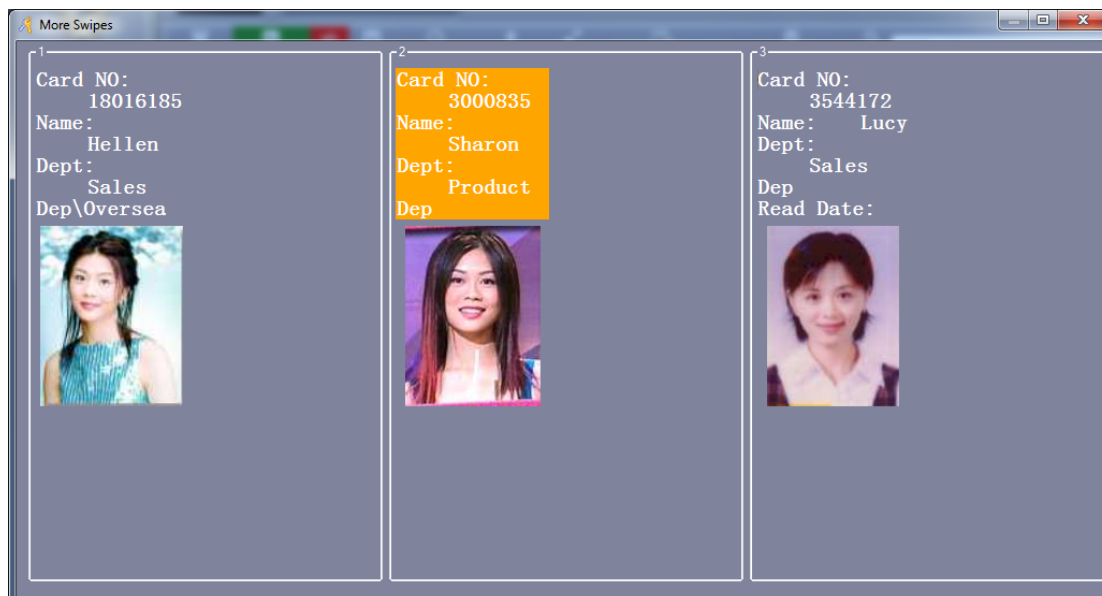 More Swipes
1
Card NO:
18016185
Name:
Hellen
Dept:
Sales
Dep\Oversea
2
Card NO:
3000835
Name:
Sharon
Dept:
Product
Dep
3
Card NO:
3544172
Name: Lucy
Dept:
Sales
Dep
Read Date: